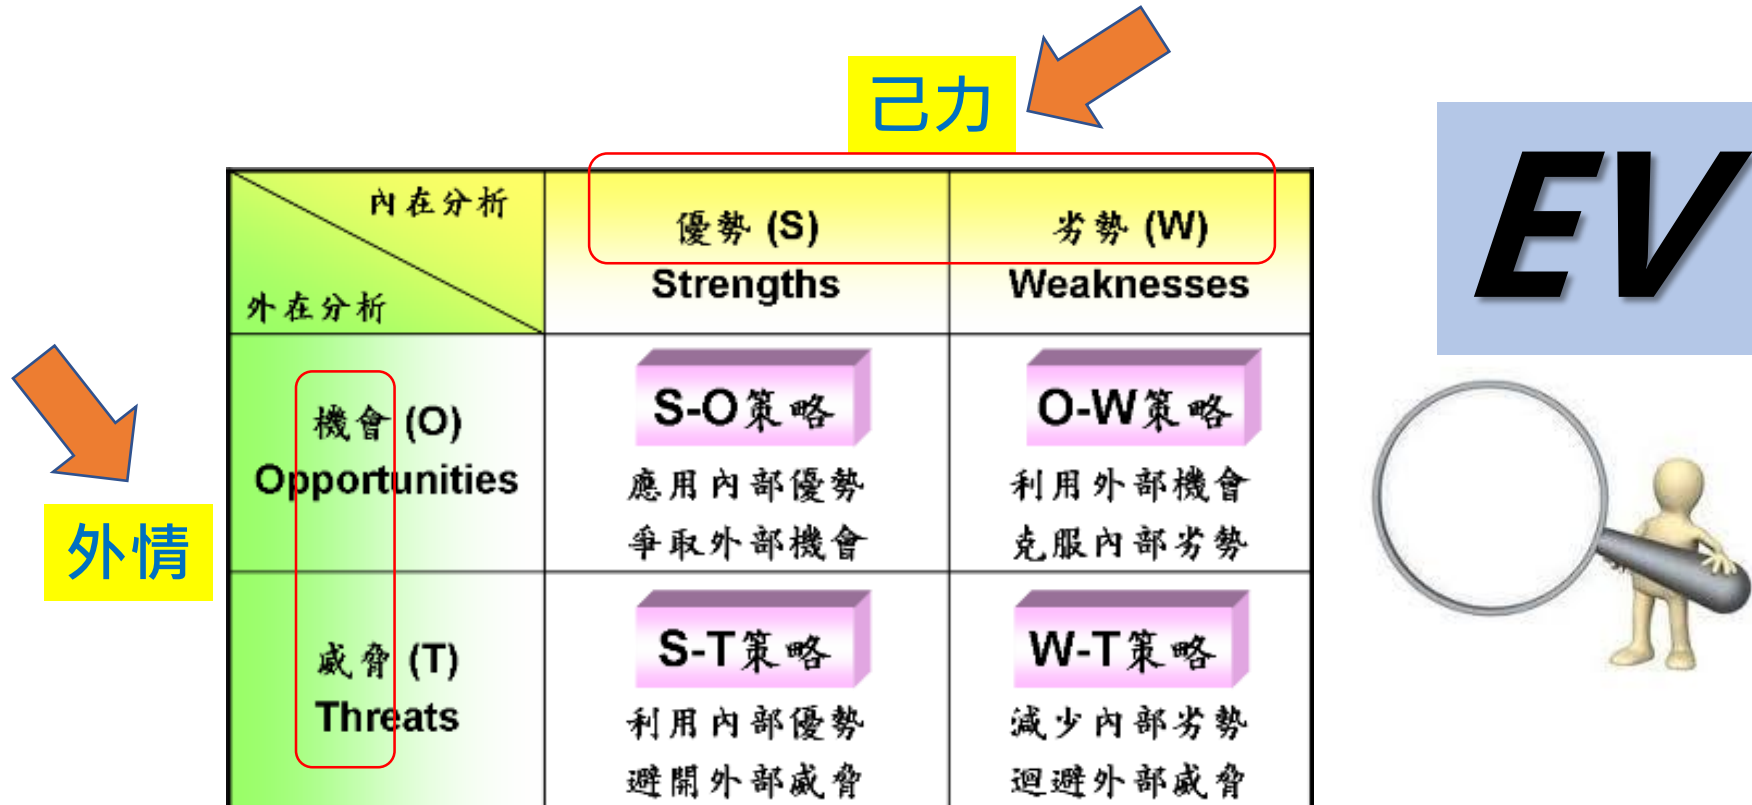 己力
EV
內在分析
外在分析
優勢 (S)
Strengths
劣勢 (W)
Weaknesses
外情
機會 (O)
Opportunities
S-O策略
應用內部優勢
爭取外部機會
O-W策略
利用外部機會
克服內部劣勢
威脅 (T)
Threats
S-T策略
利用內部優勢
避開外部威脅
W-T策略
減少內部劣勢
迴避外部威脅